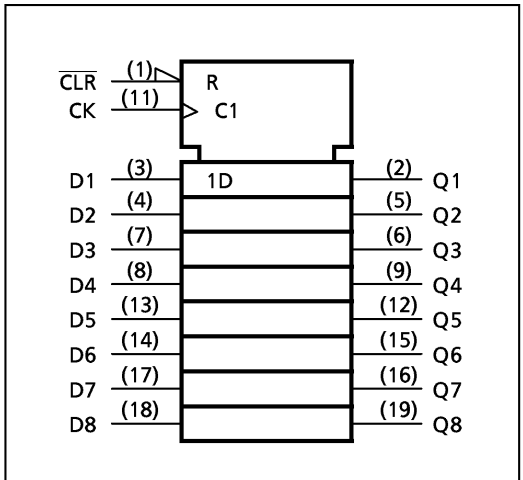 C̅L̅R̅ (1) R
CK (11) C1
D1 (3) 1D (2) Q1
D2 (4) (5) Q2
D3 (7) (6) Q3
D4 (8) (9) Q4
D5 (13) (12) Q5
D6 (14) (15) Q6
D7 (17) (16) Q7
D8 (18) (19) Q8